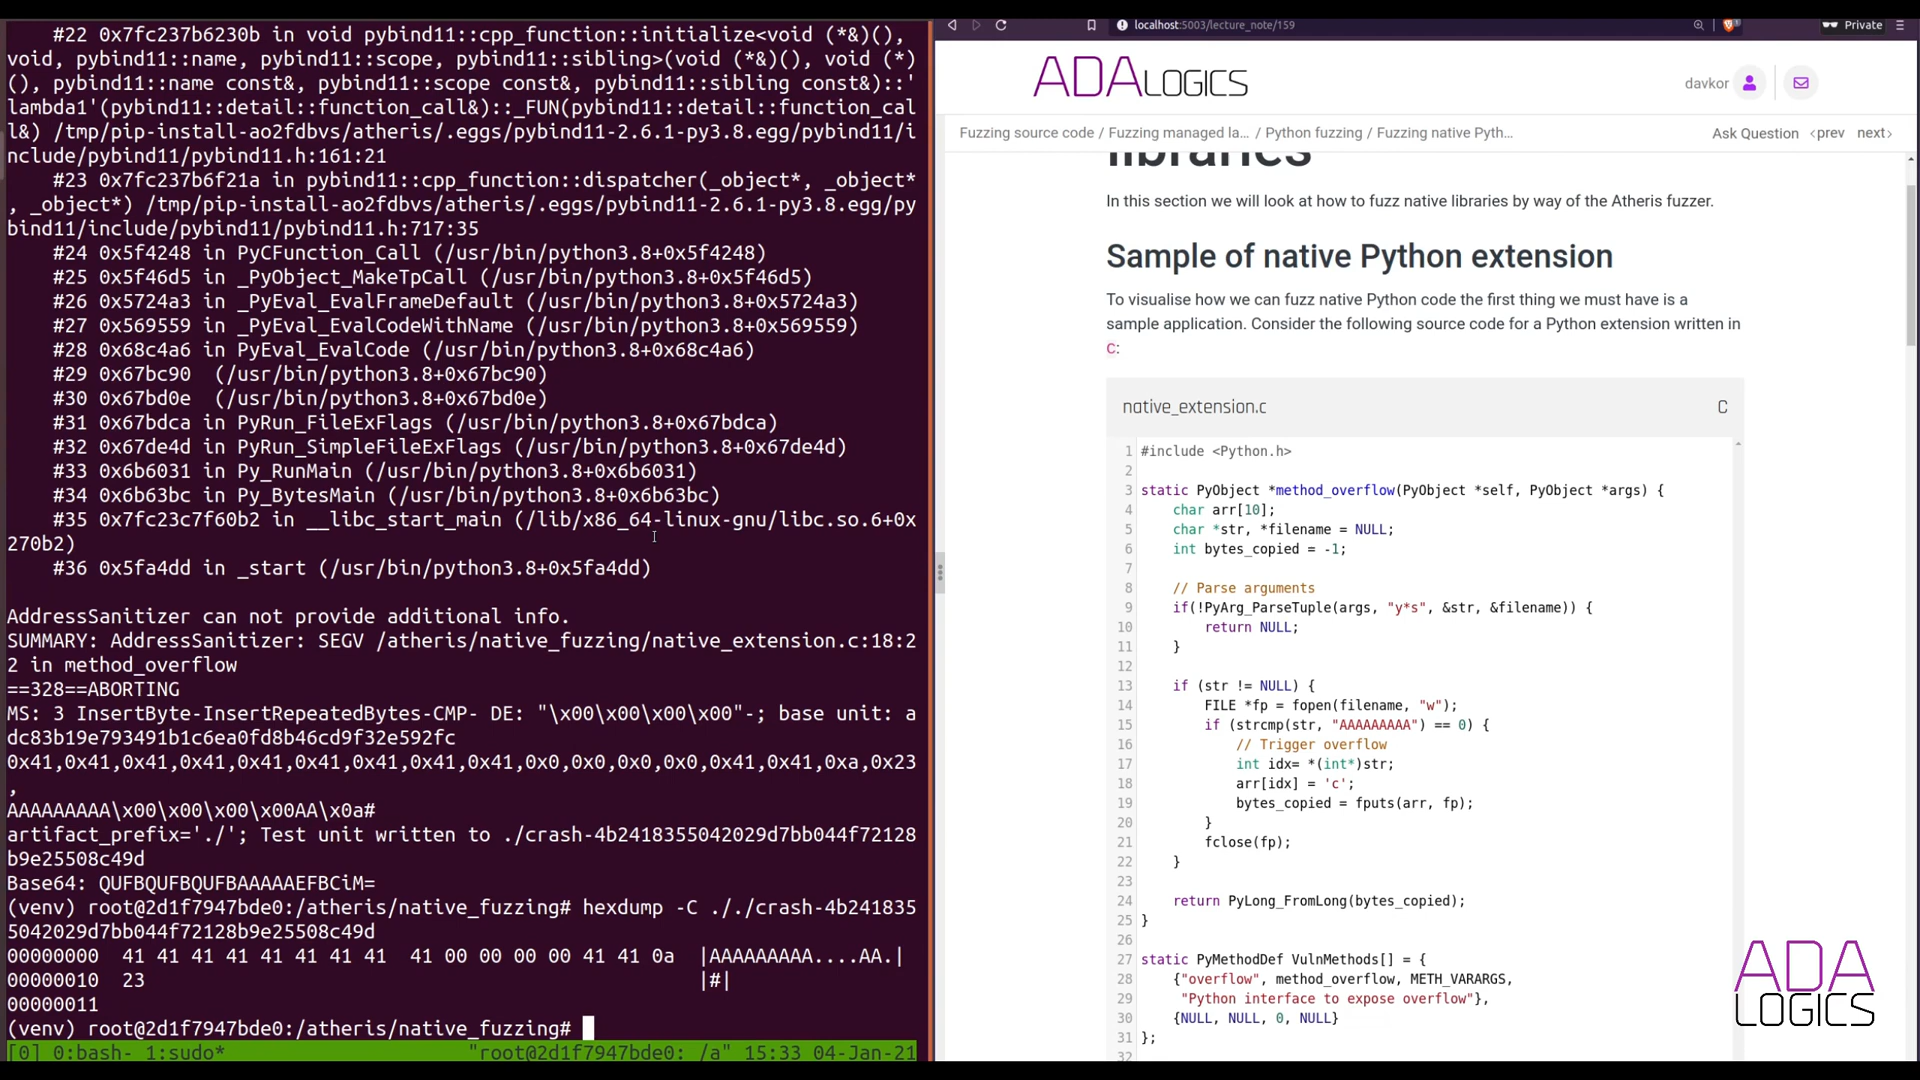 #22 0x7fc237b6230b in void pybind11::cpp_function::initialize<void (*&)(),
void, pybind11::name, pybind11::scope, pybind11::sibling>(void (*&)(), void (*)
(), pybind11::name const&, pybind11::scope const&, pybind11::sibling const&)::'
lambda1'(pybind11::detail::function_call&)::_FUN(pybind11::detail::function_cal
l&) /tmp/pip-install-ao2fdbvs/atheris/.eggs/pybind11-2.6.1-py3.8.egg/pybind11/i
nclude/pybind11/pybind11.h:161:21
#23 0x7fc237b6f21a in pybind11::cpp_function::dispatcher(_object*, _object*
, _object*) /tmp/pip-install-ao2fdbvs/atheris/.eggs/pybind11-2.6.1-py3.8.egg/py
bind11/include/pybind11/pybind11.h:717:35
#24 0x5f4248 in PyCFunction_Call (/usr/bin/python3.8+0x5f4248)
#25 0x5f46d5 in _PyObject_MakeTpCall (/usr/bin/python3.8+0x5f46d5)
#26 0x5724a3 in _PyEval_EvalFrameDefault (/usr/bin/python3.8+0x5724a3)
#27 0x569559 in _PyEval_EvalCodeWithName (/usr/bin/python3.8+0x569559)
#28 0x68c4a6 in PyEval_EvalCode (/usr/bin/python3.8+0x68c4a6)
#29 0x67bc90  (/usr/bin/python3.8+0x67bc90)
#30 0x67bd0e  (/usr/bin/python3.8+0x67bd0e)
#31 0x67bdca in PyRun_FileExFlags (/usr/bin/python3.8+0x67bdca)
#32 0x67de4d in PyRun_SimpleFileExFlags (/usr/bin/python3.8+0x67de4d)
#33 0x6b6031 in Py_RunMain (/usr/bin/python3.8+0x6b6031)
#34 0x6b63bc in Py_BytesMain (/usr/bin/python3.8+0x6b63bc)
#35 0x7fc23c7f60b2 in __libc_start_main (/lib/x86_64-linux-gnu/libc.so.6+0x
270b2)
#36 0x5fa4dd in _start (/usr/bin/python3.8+0x5fa4dd)
AddressSanitizer can not provide additional info.
SUMMARY: AddressSanitizer: SEGV /atheris/native_fuzzing/native_extension.c:18:2
2 in method_overflow
==328==ABORTING
MS: 3 InsertByte-InsertRepeatedBytes-CMP- DE: "\x00\x00\x00\x00"-; base unit: a
dc83b19e793491b1c6ea0fd8b46cd9f32e592fc
0x41,0x41,0x41,0x41,0x41,0x41,0x41,0x41,0x41,0x0,0x0,0x0,0x0,0x41,0x41,0xa,0x23
,
AAAAAAAAA\x00\x00\x00\x00AA\x0a#
artifact_prefix='./'; Test unit written to ./crash-4b2418355042029d7bb044f72128
b9e25508c49d
Base64: QUFBQUFBQUFBAAAAAEFBCiM=
(venv) root@2d1f7947bde0:/atheris/native_fuzzing# hexdump -C ././crash-4b241835
5042029d7bb044f72128b9e25508c49d
00000000  41 41 41 41 41 41 41 41  41 00 00 00 00 41 41 0a  |AAAAAAAAA....AA.|
00000010  23  |#|
00000011
(venv) root@2d1f7947bde0:/atheris/native_fuzzing#
[0] 0:bash- 1:sudo* "root@2d1f7947bde0: /a" 15:33 04-Jan-21
localhost:5003/lecture_note/159
Private
ADALOGICS
davkor
Fuzzing source code / Fuzzing managed la... / Python fuzzing / Fuzzing native Pyth...
Ask Question ‹prev next›
libraries
In this section we will look at how to fuzz native libraries by way of the Atheris fuzzer.
Sample of native Python extension
To visualise how we can fuzz native Python code the first thing we must have is a
sample application. Consider the following source code for a Python extension written in
C:
native_extension.c C
1 #include <Python.h>
2
3 static PyObject *method_overflow(PyObject *self, PyObject *args) {
4 char arr[10];
5 char *str, *filename = NULL;
6 int bytes_copied = -1;
7
8 // Parse arguments
9 if(!PyArg_ParseTuple(args, "y*s", &str, &filename)) {
10 return NULL;
11 }
12
13 if (str != NULL) {
14 FILE *fp = fopen(filename, "w");
15 if (strcmp(str, "AAAAAAAAA") == 0) {
16 // Trigger overflow
17 int idx= *(int*)str;
18 arr[idx] = 'c';
19 bytes_copied = fputs(arr, fp);
20 }
21 fclose(fp);
22 }
23
24 return PyLong_FromLong(bytes_copied);
25 }
26
27 static PyMethodDef VulnMethods[] = {
28 {"overflow", method_overflow, METH_VARARGS,
29 "Python interface to expose overflow"},
30 {NULL, NULL, 0, NULL}
31 };
32
ADA
LOGICS